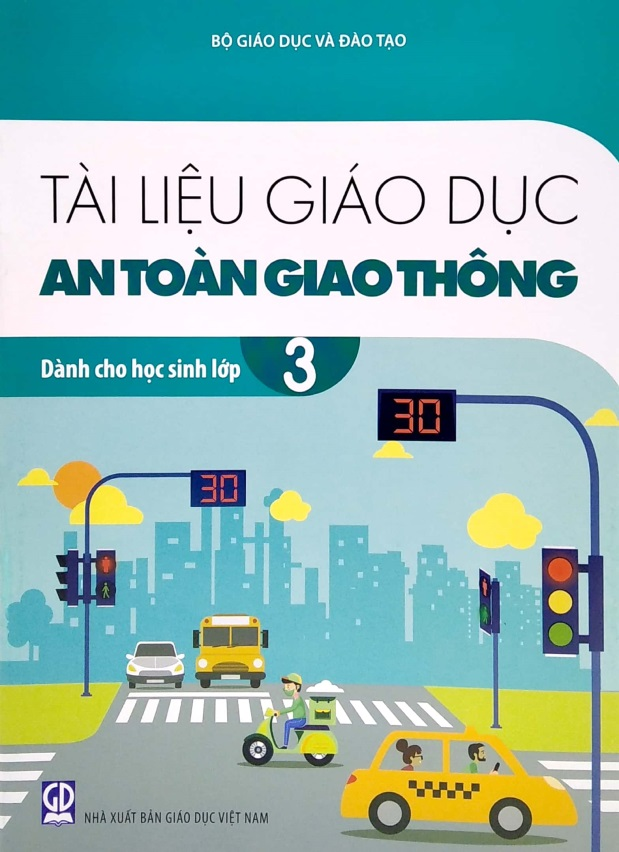 BỘ GIÁO DỤC VÀ ĐÀO TẠO
TÀI LIỆU GIÁO DỤC
AN TOÀN GIAO THÔNG
Dành cho học sinh lớp 3
30
30
GD
NHÀ XUẤT BẢN GIÁO DỤC VIỆT NAM